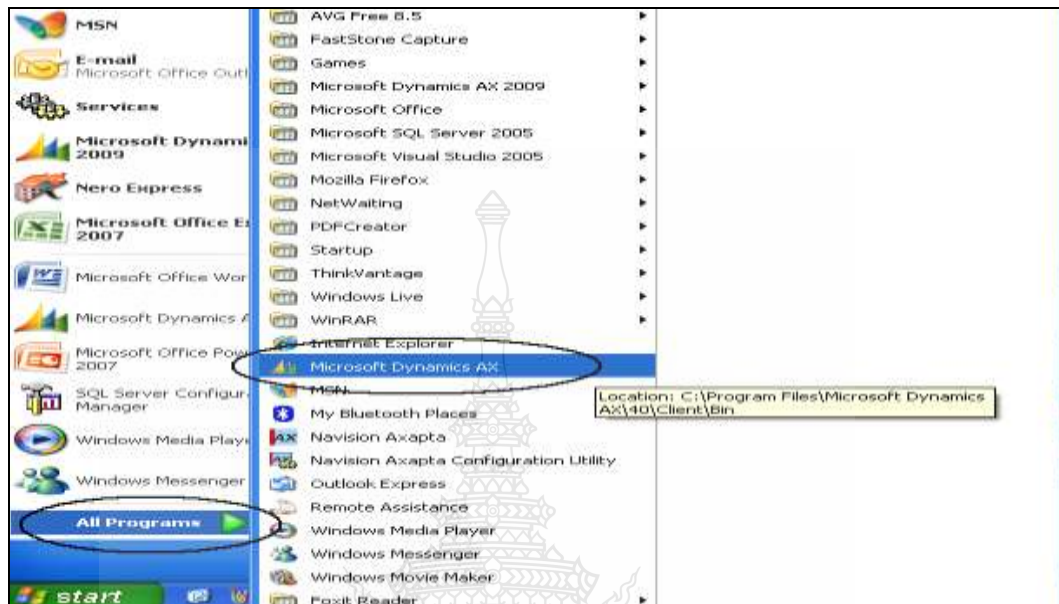 MSN
E-mail
Microsoft Office Outl
Services
Microsoft Dynami
2009
Nero Express
Microsoft Office E
2007
Microsoft Office Wor
Microsoft Dynamics A
Microsoft Office Pow
2007
SQL Server Configur
Manager
Windows Media Playe
Windows Messenger
All Programs
start
AVG Free 8.5
FastStone Capture
Games
Microsoft Dynamics AX 2009
Microsoft Office
Microsoft SQL Server 2005
Microsoft Visual Studio 2005
Mozilla Firefox
NetWaiting
PDFCreator
Startup
ThinkVantage
Windows Live
WinRAR
Internet Explorer
Microsoft Dynamics AX
MSN
My Bluetooth Places
Navision Axapta
Navision Axapta Configuration Utility
Outlook Express
Remote Assistance
Windows Media Player
Windows Messenger
Windows Movie Maker
Foxit Reader
Location: C:\Program Files\Microsoft Dynamics
AX\40\Client\Bin